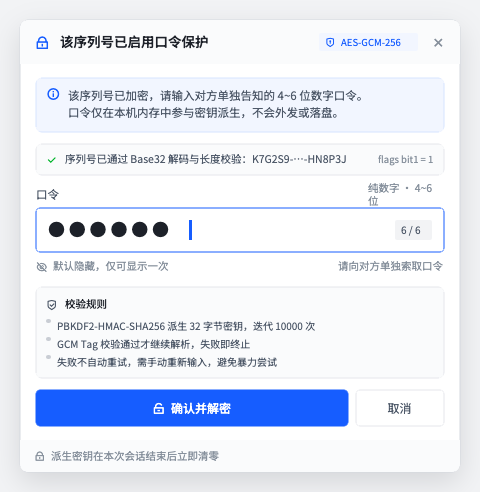 该序列号已启用口令保护
AES-GCM-256
该序列号已加密，请输入对方单独告知的 4~6 位数字口令。
口令仅在本机内存中参与密钥派生，不会外发或落盘。
序列号已通过 Base32 解码与长度校验：K7G2S9-···-HN8P3J
flags bit1 = 1
口令
纯数字 · 4~6
位
6 / 6
默认隐藏，仅可显示一次
请向对方单独索取口令
校验规则
PBKDF2-HMAC-SHA256 派生 32 字节密钥，迭代 10000 次
GCM Tag 校验通过才继续解析，失败即终止
失败不自动重试，需手动重新输入，避免暴力尝试
确认并解密
取消
派生密钥在本次会话结束后立即清零